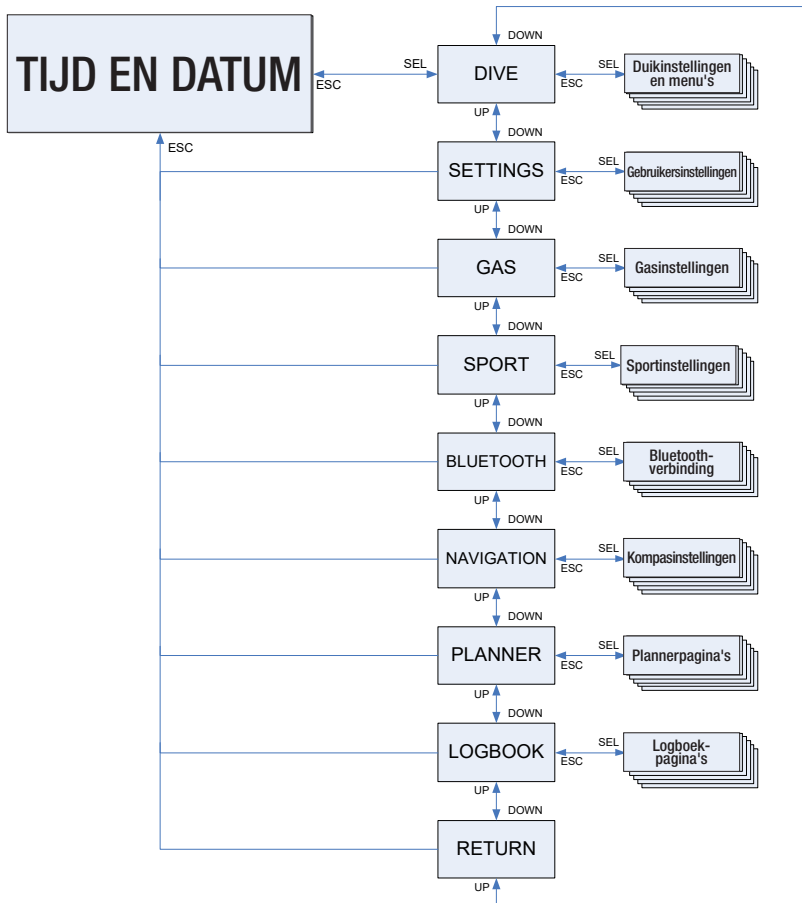 DOWN
TIJD EN DATUM
ESC
SEL
DIVE
SEL
ESC
Duikinstellingen
en menu's
UP
DOWN
ESC
SETTINGS
SEL
ESC
Gebruikersinstellingen
UP
DOWN
GAS
SEL
ESC
Gasinstellingen
UP
DOWN
SPORT
SEL
ESC
Sportinstellingen
UP
DOWN
BLUETOOTH
SEL
ESC
Bluetooth-
verbinding
UP
DOWN
NAVIGATION
SEL
ESC
Kompasinstellingen
UP
DOWN
PLANNER
SEL
ESC
Plannerpagina's
UP
DOWN
LOGBOOK
SEL
ESC
Logboek-
pagina's
UP
DOWN
RETURN
UP